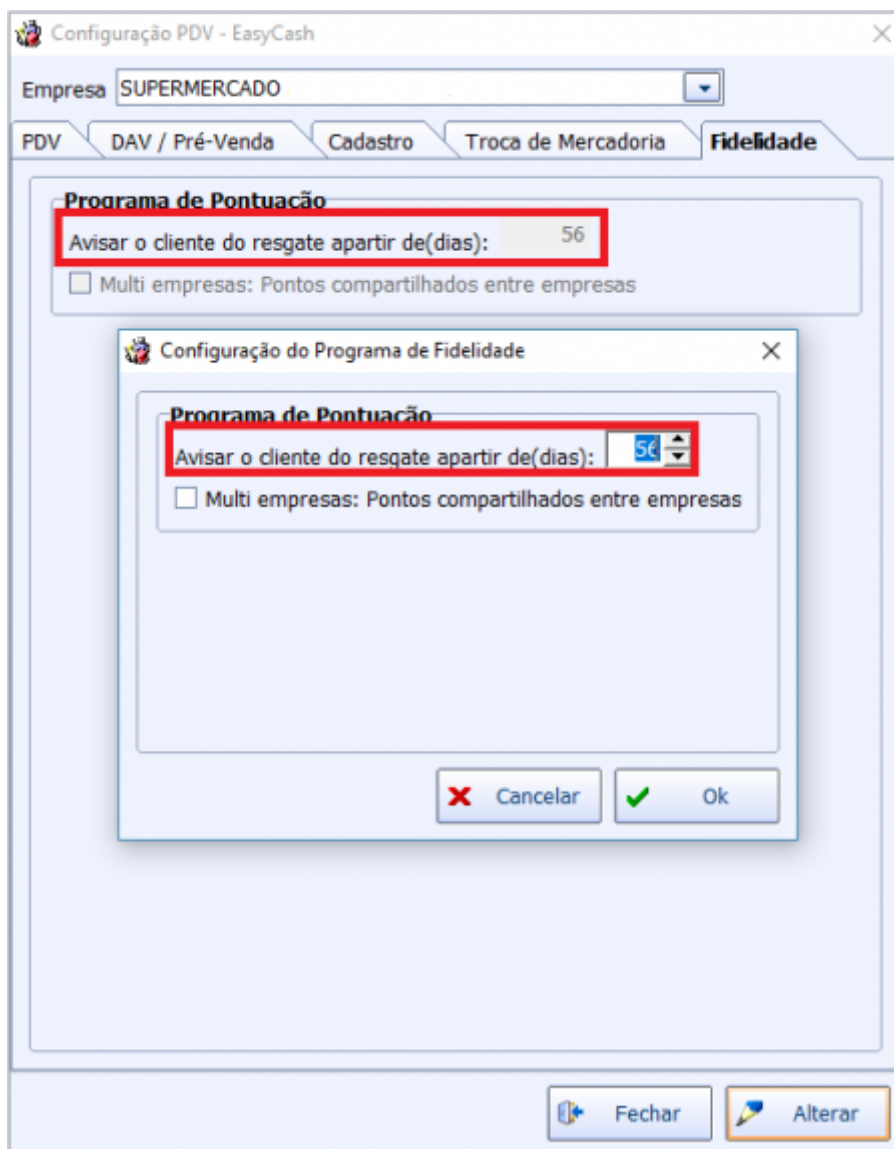 Configuração PDV - EasyCash
Empresa SUPERMERCADO
PDV DAV / Pré-Venda Cadastro Troca de Mercadoria Fidelidade
Programa de Pontuação
Avisar o cliente do resgate apartir de(dias): 56
Multi empresas: Pontos compartilhados entre empresas
Configuração do Programa de Fidelidade
Programa de Pontuação
Avisar o cliente do resgate apartir de(dias): 56
Multi empresas: Pontos compartilhados entre empresas
Cancelar Ok
Fechar Alterar